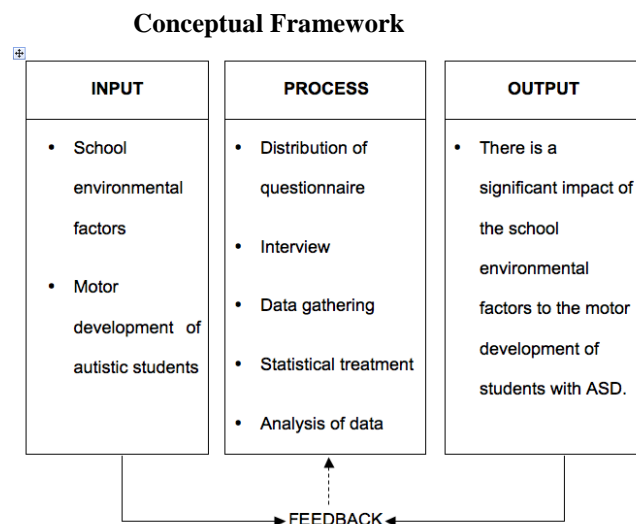 Conceptual Framework
INPUT
• School
environmental
factors
• Motor
development of
autistic students
PROCESS
• Distribution of
questionnaire
• Interview
• Data gathering
• Statistical treatment
• Analysis of data
OUTPUT
• There is a
significant impact of
the school
environmental
factors to the motor
development of
students with ASD.
FEEDBACK